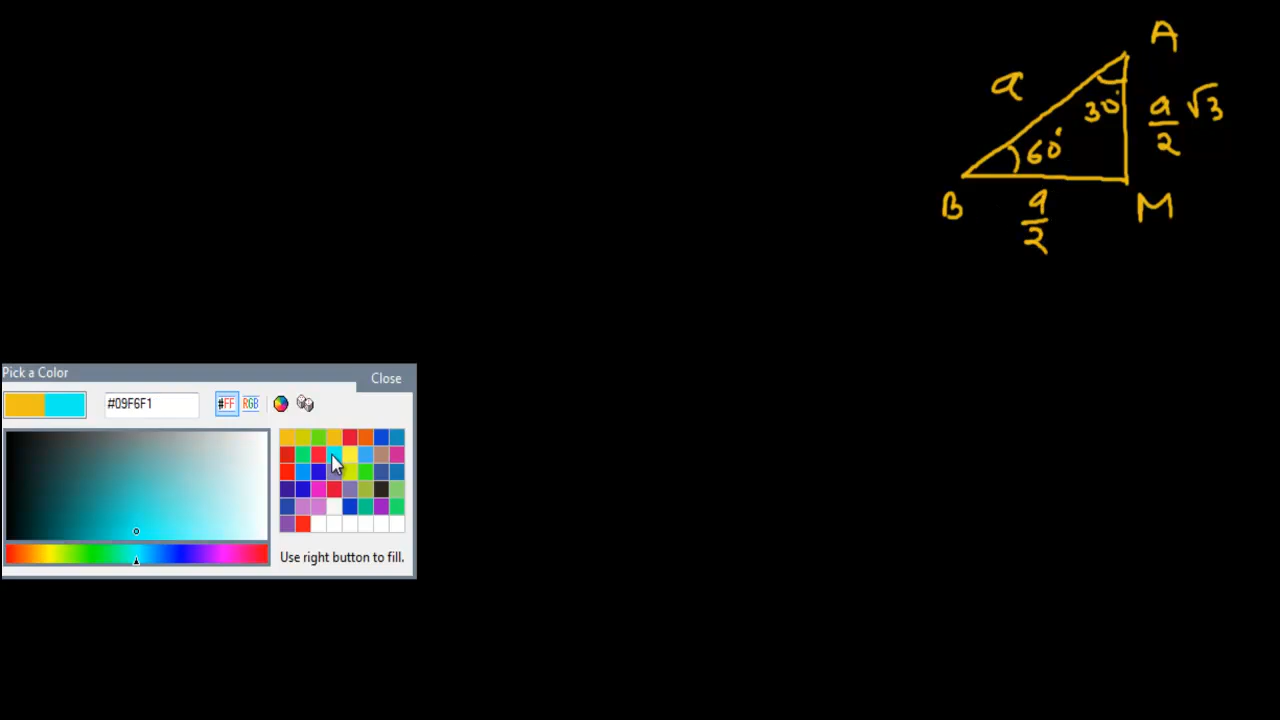 A
a
30°
a/2 √3
60°
B
a/2
M
Pick a Color
Close
#09F6F1
#FF
RGB
Use right button to fill.